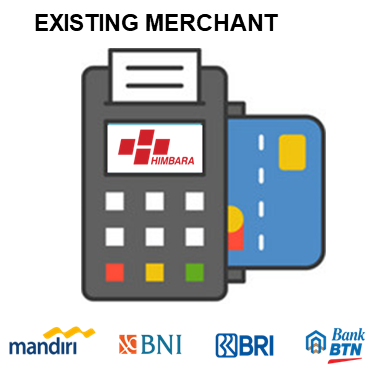 EXISTING MERCHANT
HIMBARA
mandiri
BNI
BRI
Bank
BTN